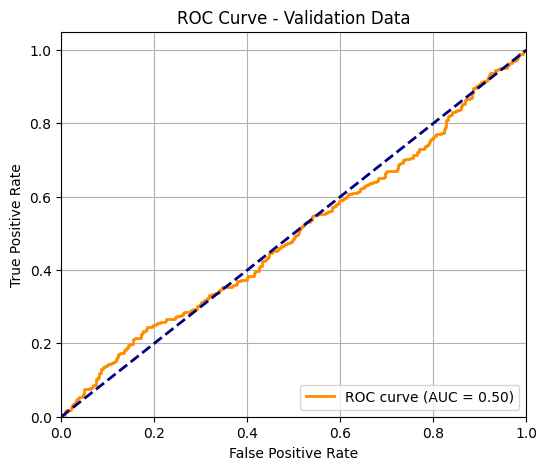 ROC Curve - Validation Data
True Positive Rate
1.0
0.8
0.6
0.4
0.2
0.0
ROC curve (AUC = 0.50)
0.0 0.2 0.4 0.6 0.8 1.0
False Positive Rate